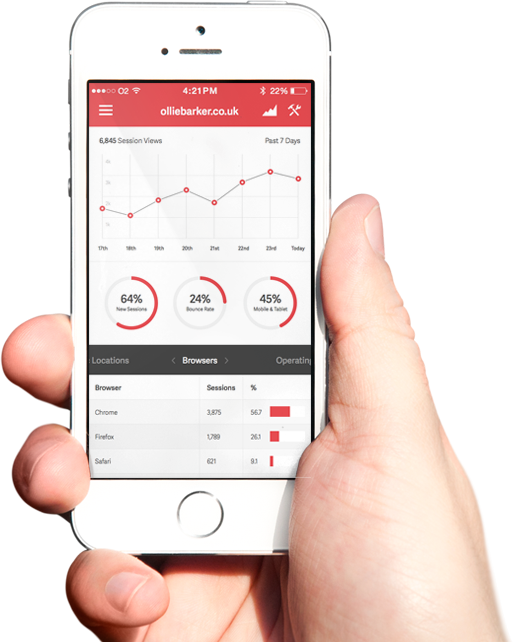 O2 4:21 PM 22%
olliebarker.co.uk
6,845 Session Views Past 7 Days
17th 18th 19th 20th 21st 22nd 23rd Today
64% 24% 45%
New Sessions Bounce Rate Mobile & Tablet
Locations < Browsers > Operating
Browser Sessions %
Chrome 3,875 56.7
Firefox 1,789 26.1
Safari 621 9.1